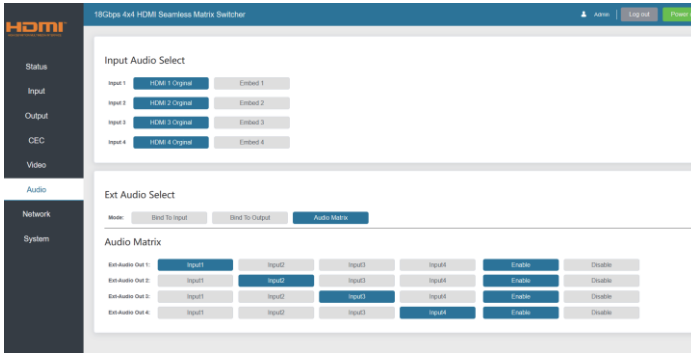 18Gbps 4x4 HDMI Seamless Matrix Switcher
Admin
Log out
Power
HDMI
Status
Input
Output
CEC
Video
Audio
Network
System
Input Audio Select
Input 1 HDMI 1 Orginal Embed 1
Input 2 HDMI 2 Orginal Embed 2
Input 3 HDMI 3 Orginal Embed 3
Input 4 HDMI 4 Orginal Embed 4
Ext Audio Select
Mode: Bind To Input Bind To Output Audio Matrix
Audio Matrix
Ext-Audio Out 1: Input1 Input2 Input3 Input4 Enable Disable
Ext-Audio Out 2: Input1 Input2 Input3 Input4 Enable Disable
Ext-Audio Out 3: Input1 Input2 Input3 Input4 Enable Disable
Ext-Audio Out 4: Input1 Input2 Input3 Input4 Enable Disable